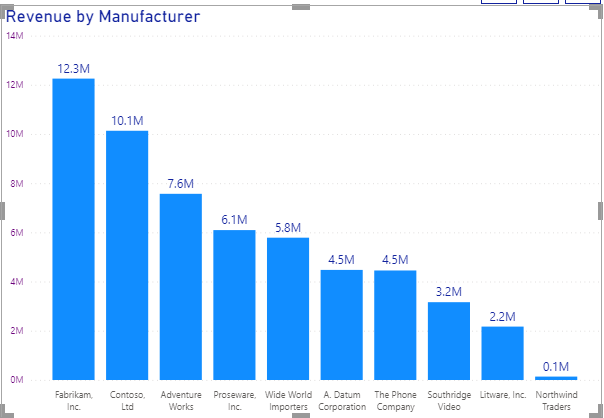 Revenue by Manufacturer
14M
12M
10M
8M
6M
4M
2M
0M
12.3M
10.1M
7.6M
6.1M
5.8M
4.5M
4.5M
3.2M
2.2M
0.1M
Fabrikam,
Inc.
Contoso,
Ltd
Adventure
Works
Proseware,
Inc.
Wide World
Importers
A. Datum
Corporation
The Phone
Company
Southridge
Video
Litware, Inc.
Northwind
Traders